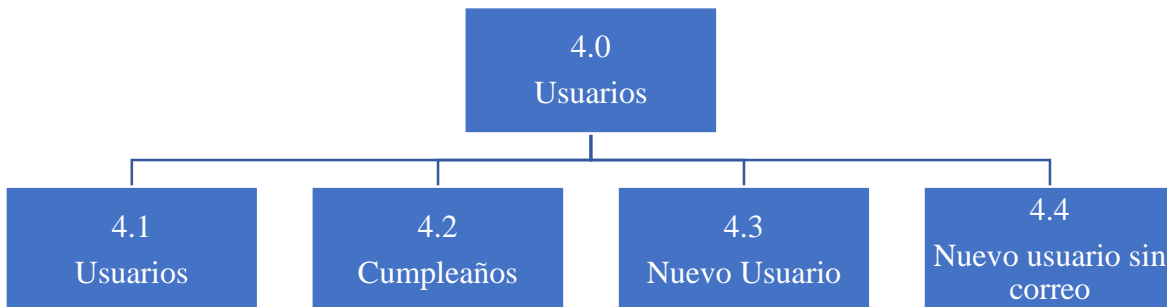 4.0
Usuarios
4.1
Usuarios
4.2
Cumpleaños
4.3
Nuevo Usuario
4.4
Nuevo usuario sin
correo